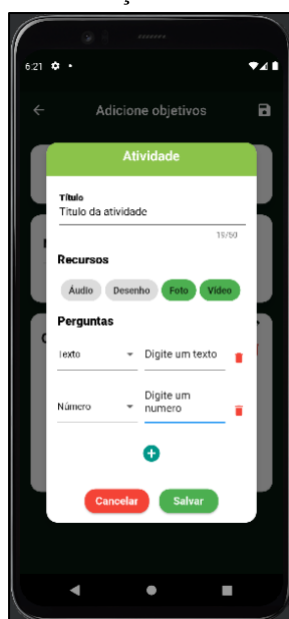 6:21
Adicione objetivos
Atividade
Título
Titulo da atividade
19/50
Recursos
Áudio Desenho Foto Vídeo
Perguntas
Texto Digite um texto
Número Digite um numero
Cancelar Salvar